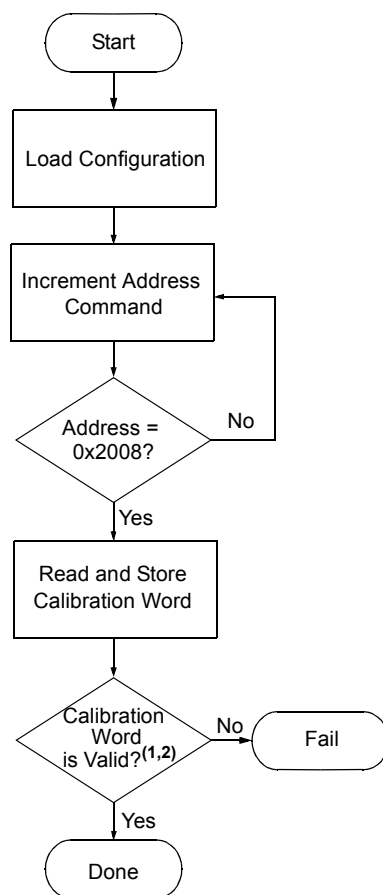 Start
Load Configuration
Increment Address
Command
Address =
0x2008?
No
Yes
Read and Store
Calibration Word
Calibration
Word
is Valid?(1,2)
No
Fail
Yes
Done